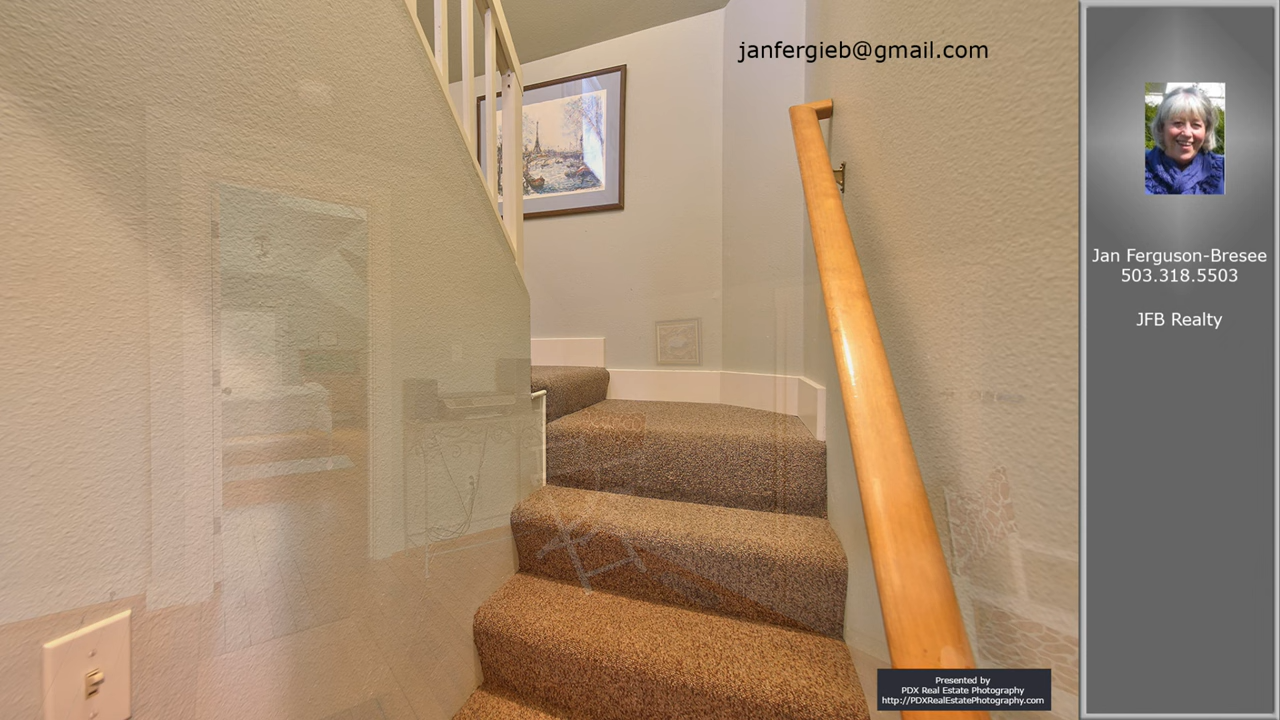 janfergieb@gmail.com
Jan Ferguson-Bresee
503.318.5503
JFB Realty
Presented by
PDX Real Estate Photography
http://PDXRealEstatePhotography.com